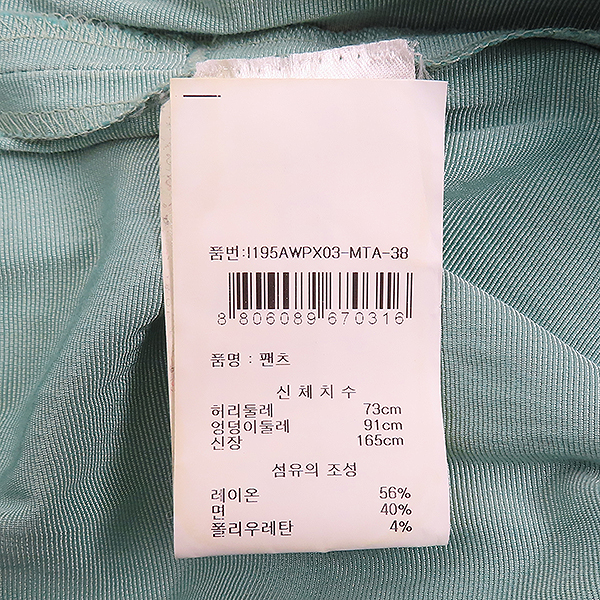 품번:I195AWPX03-MTA-38
8 806089 670316
품명 : 팬츠
신 체 치 수
허리둘레 73cm
엉덩이둘레 91cm
신장 165cm
섬유의 조성
레이온 56%
면 40%
폴리우레탄 4%